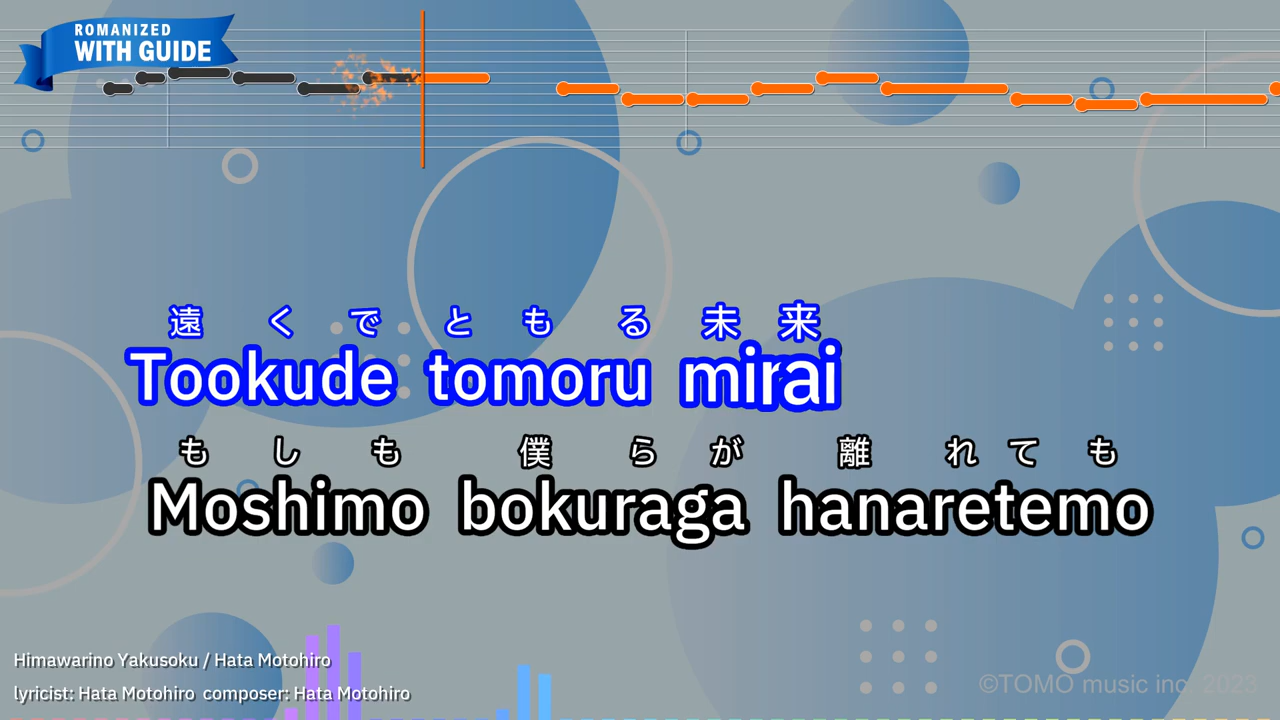 ROMANIZED
WITH GUIDE
遠くでともる未来
Tookude tomoru mirai
もしも僕らが離れても
Moshimo bokuraga hanaretemo
Himawarino Yakusoku / Hata Motohiro
lyricist: Hata Motohiro composer: Hata Motohiro
©TOMO music inc. 2023